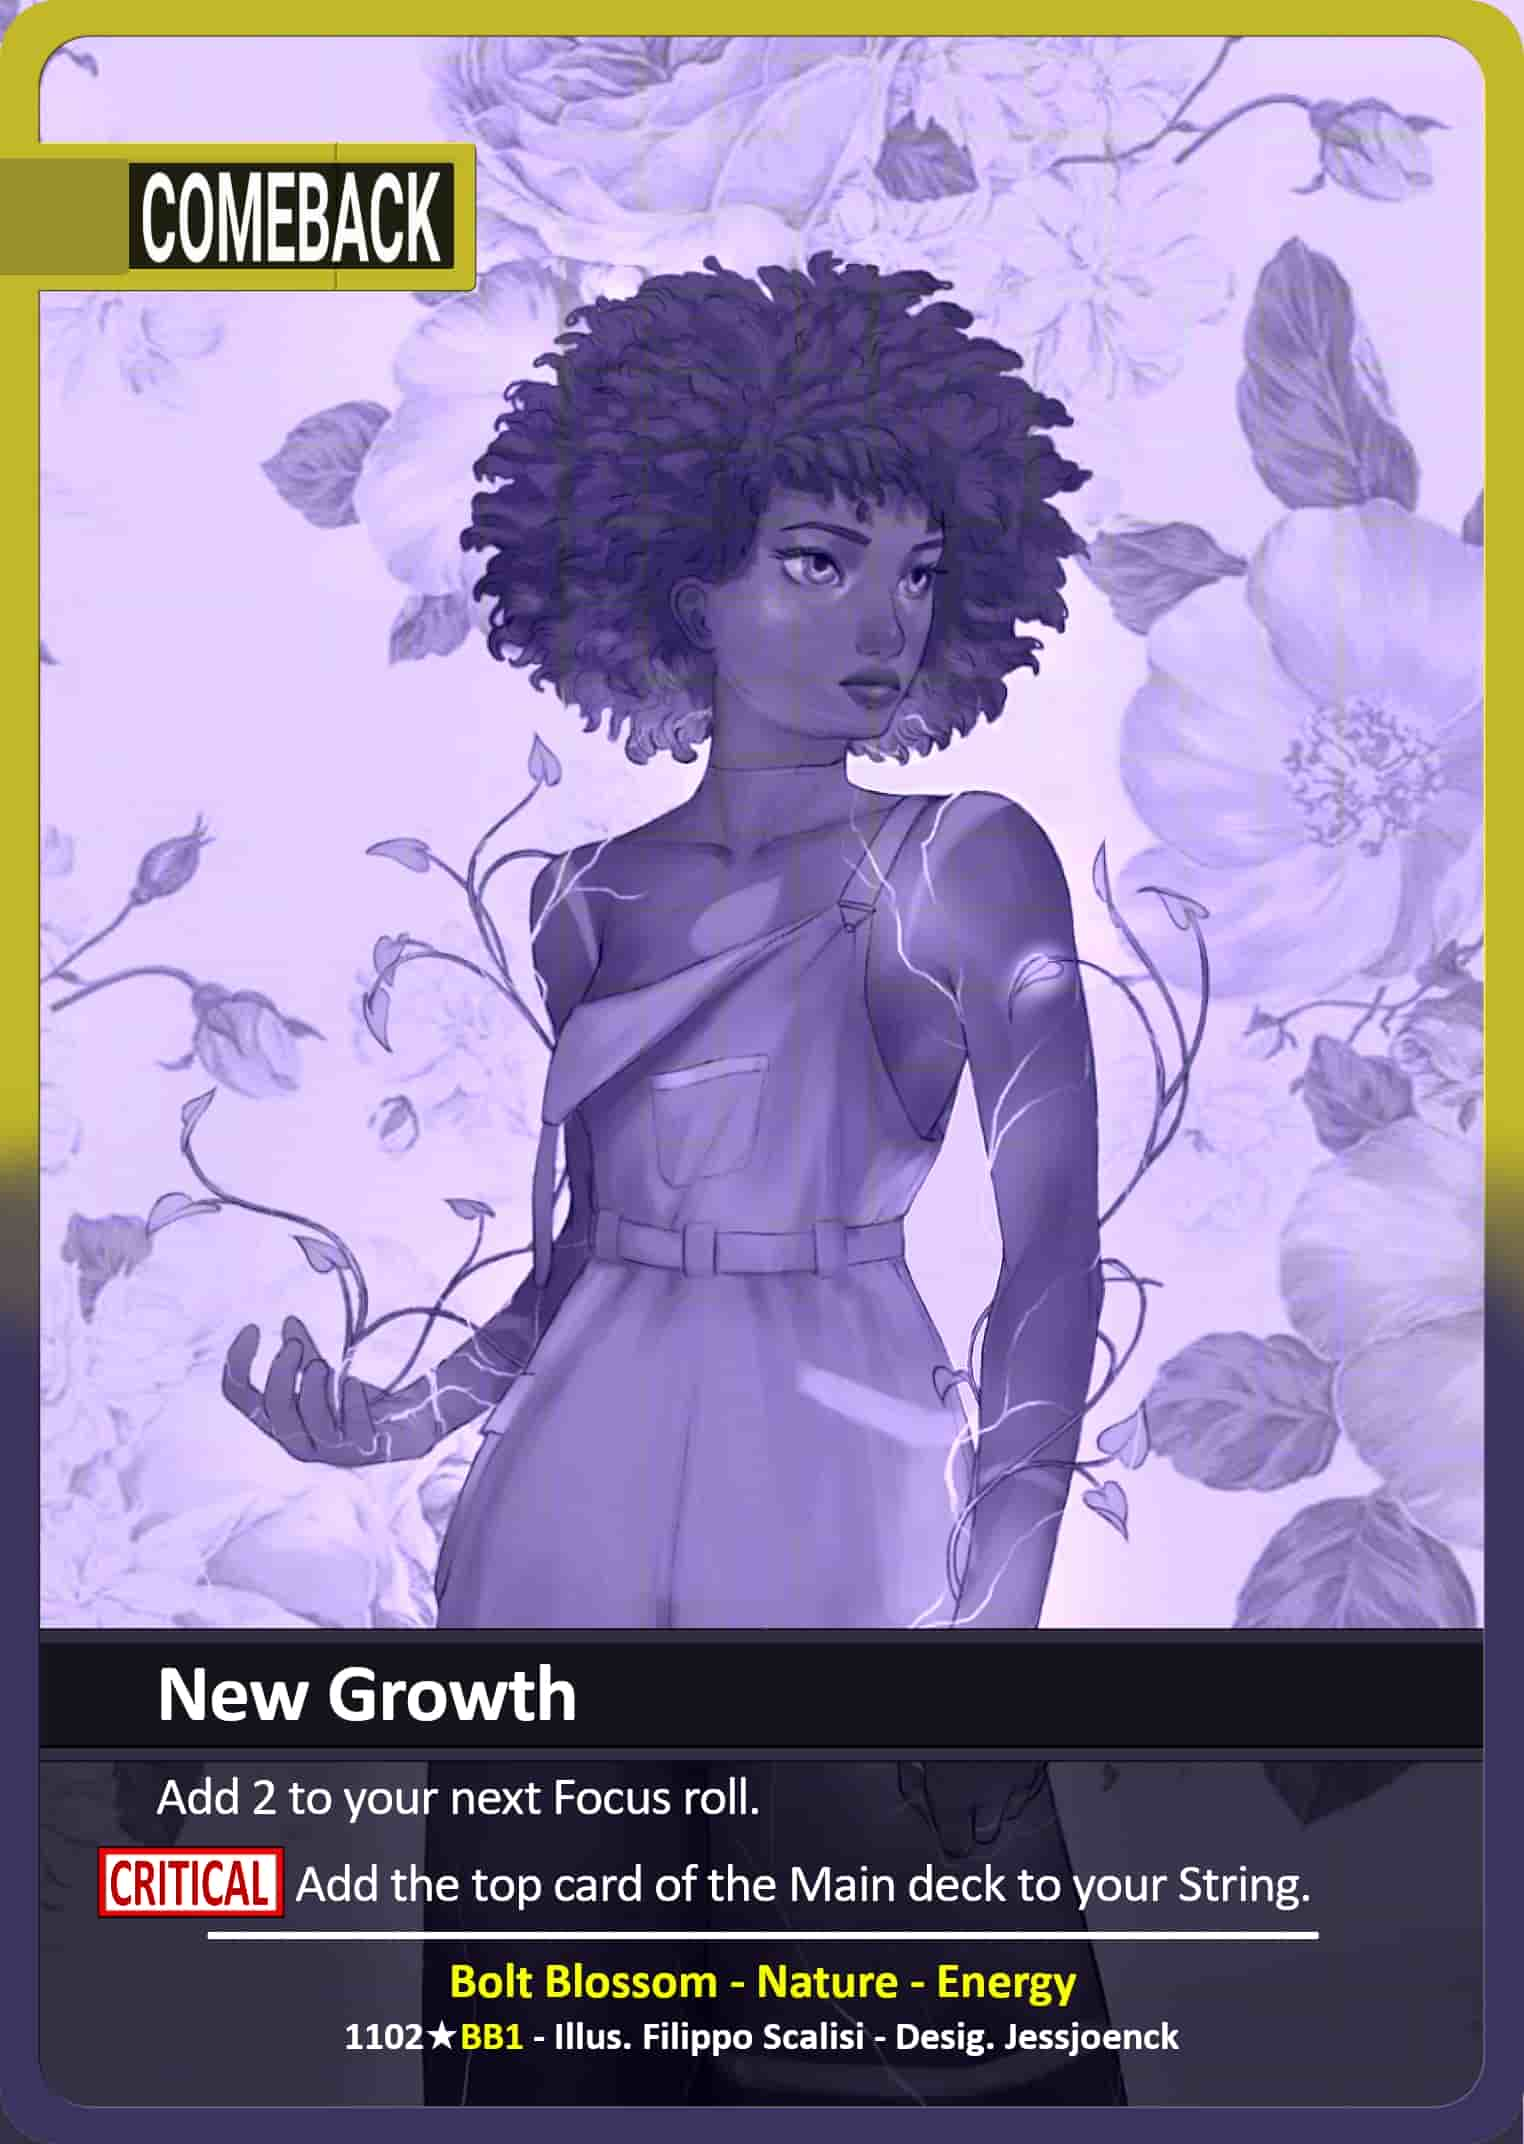 COMEBACK
New Growth
Add 2 to your next Focus roll.
CRITICAL Add the top card of the Main deck to your String.
Bolt Blossom - Nature - Energy
1102★BB1 - Illus. Filippo Scalisi - Desig. Jessjoenck